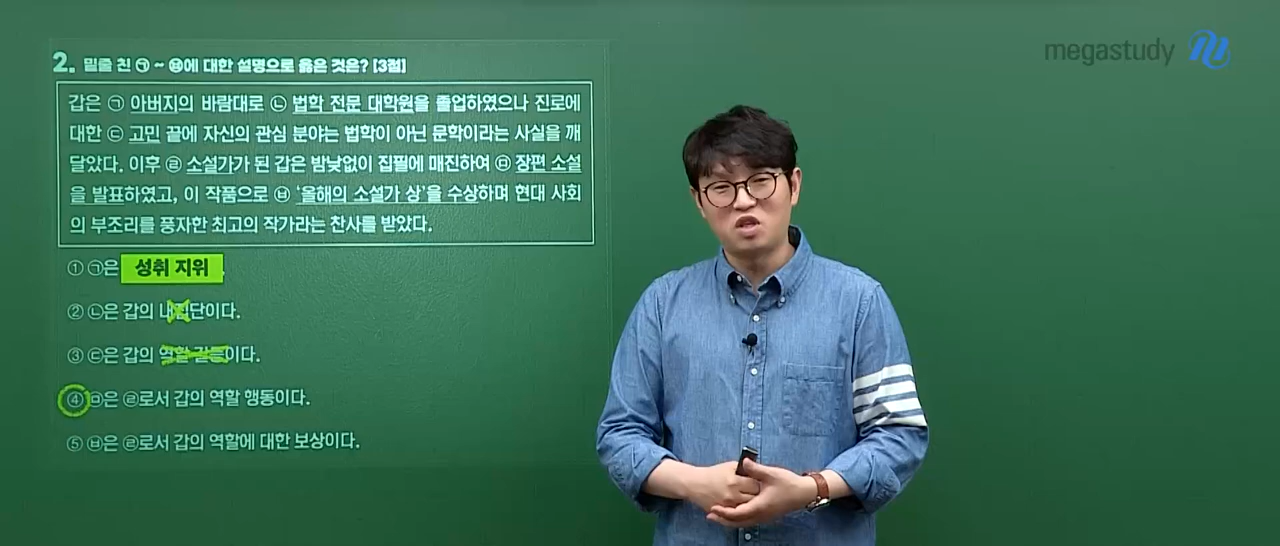 megastudy
2. 밑줄 친 ㉠ ~ ㉥에 대한 설명으로 옳은 것은? [3점]
갑은 ㉠ 아버지의 바람대로 ㉡ 법학 전문 대학원을 졸업하였으나 진로에
대한 ㉢ 고민 끝에 자신의 관심 분야는 법학이 아닌 문학이라는 사실을 깨
달았다. 이후 ㉣ 소설가가 된 갑은 밤낮없이 집필에 매진하여 ㉤ 장편 소설
을 발표하였고, 이 작품으로 ㉥ '올해의 소설가 상'을 수상하며 현대 사회
의 부조리를 풍자한 최고의 작가라는 찬사를 받았다.
① ㉠은 성취 지위
② ㉡은 갑의 내집단이다.
③ ㉢은 갑의 역할 갈등이다.
④ ㉤은 ㉣로서 갑의 역할 행동이다.
⑤ ㉥은 ㉣로서 갑의 역할에 대한 보상이다.